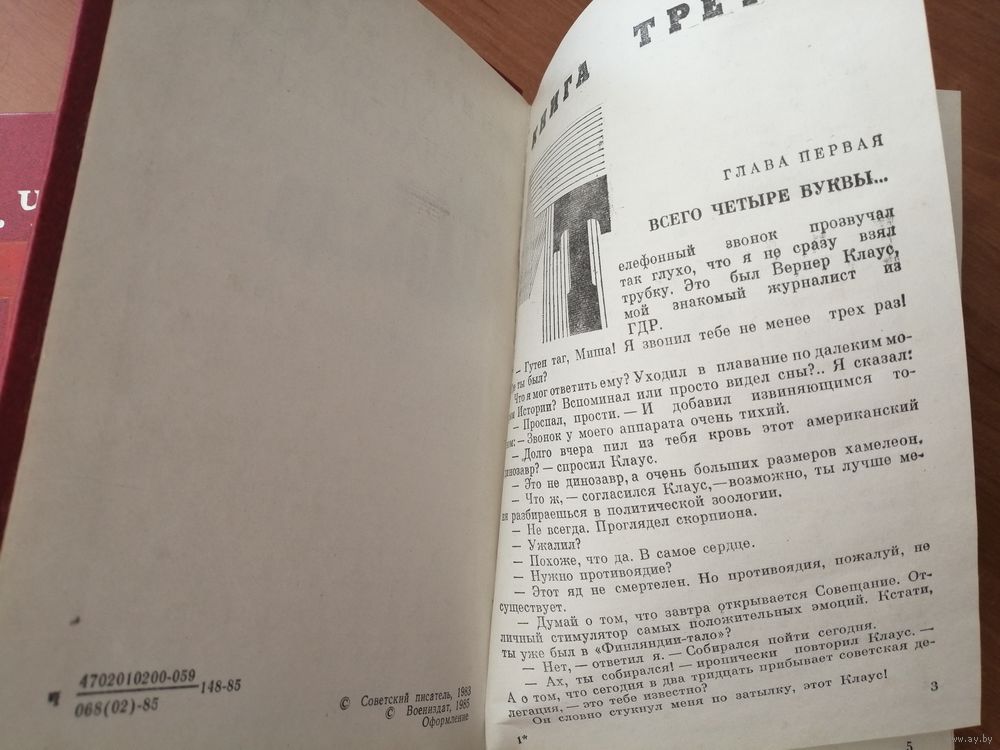 Ч
4702010200-059
068(02)-85
148-85
© Советский писатель, 1983
© Воениздат, 1985
Оформление
КНИГА
ТРЕ
ГЛАВА ПЕРВАЯ
ВСЕГО ЧЕТЫРЕ БУКВЫ...
Т
елефонный звонок прозвучал
так глухо, что я не сразу взял
трубку. Это был Вернер Клаус,
мой знакомый журналист из
ГДР.
— Гутен таг, Миша! Я звонил тебе не менее трех раз!
ты был?
Что я мог ответить ему? Уходил в плавание по далеким мо-
Истории? Вспоминал или просто видел сны?.. Я сказал:
— Проспал, прости. — И добавил извиняющимся то-
ном: — Звонок у моего аппарата очень тихий.
— Долго вчера пил из тебя кровь этот американский
динозавр? — спросил Клаус.
— Это не динозавр, а очень больших размеров хамелеон.
— Что ж, — согласился Клаус, — возможно, ты лучше ме-
ня разбираешься в политической зоологии.
— Не всегда. Проглядел скорпиона.
— Ужалил?
— Похоже, что да. В самое сердце.
— Нужно противоядие?
— Этот яд не смертелен. Но противоядия, пожалуй, не
существует.
— Думай о том, что завтра открывается Совещание. От-
личный стимулятор самых положительных эмоций. Кстати,
ты уже был в «Финляндии-тало»?
— Нет, — ответил я. — Собирался пойти сегодня.
— Ах, ты собирался! — иронически повторил Клаус. —
А о том, что сегодня в два тридцать прибывает советская де-
легация, — это тебе известно?
Он словно стукнул меня по затылку, этот Клаус!
1*
3
5
www.ay.by